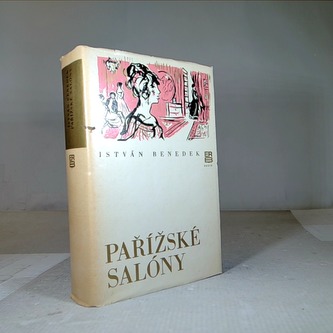 ISTVÁN BENEDEK
PAŘÍŽSKÉ
SALÓNY